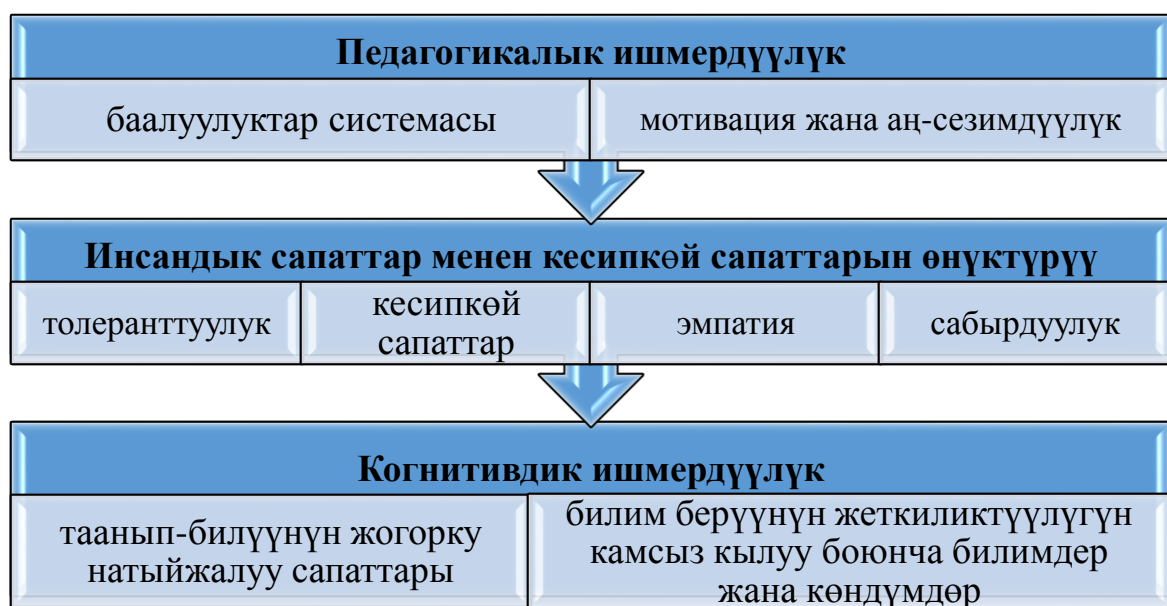 Педагогикалык ишмердүүлүк
баалуулуктар системасы
мотивация жана аң-сезимдүүлүк
Инсандык сапаттар менен кесипкөй сапаттарын өнүктүрүү
толеранттуулук
кесипкөй
сапаттар
эмпатия
сабырдуулук
Когнитивдик ишмердүүлүк
таанып-билүүнүн жогорку
натыйжалуу сапаттары
билим берүүнүн жеткиликтүүлүгүн
камсыз кылуу боюнча билимдер
жана көндүмдөр